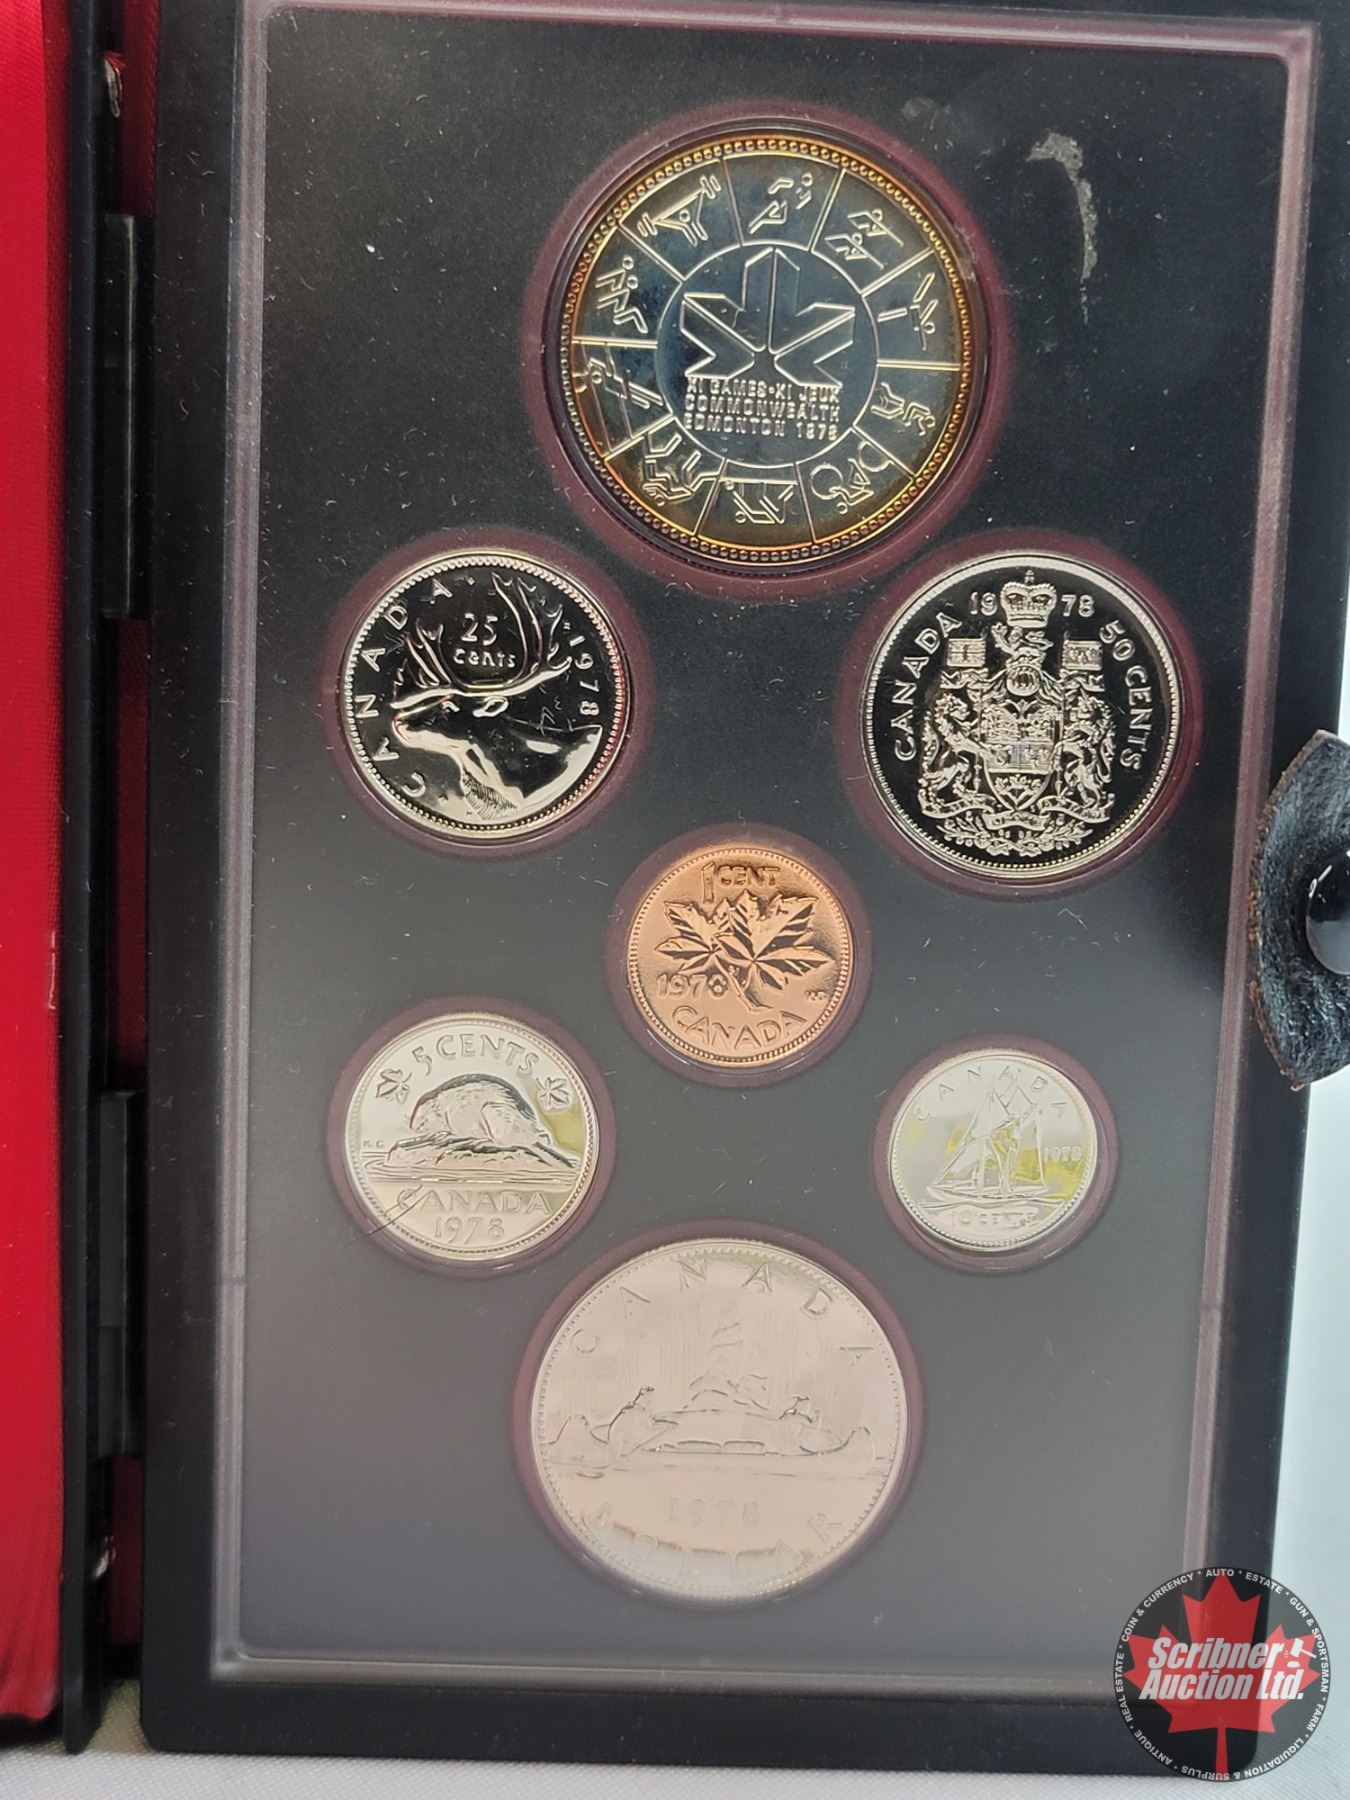 XI GAMES•XI JEUX
COMMONWEALTH
EDMONTON 1978
CANADA
25
cents
1978
CANADA
1978
50 CENTS
1 CENT
1978
CANADA
5 CENTS
K.G.
CANADA
1978
CANADA
1978
10 CENTS
CANADA
1978
DOLLAR
COIN & CURRENCY * AUTO * ESTATE * GUN & SPORTSMAN * FARM * LIQUIDATION & SURPLUS * ANTIQUE * REAL ESTATE *
Scribner
Auction Ltd.